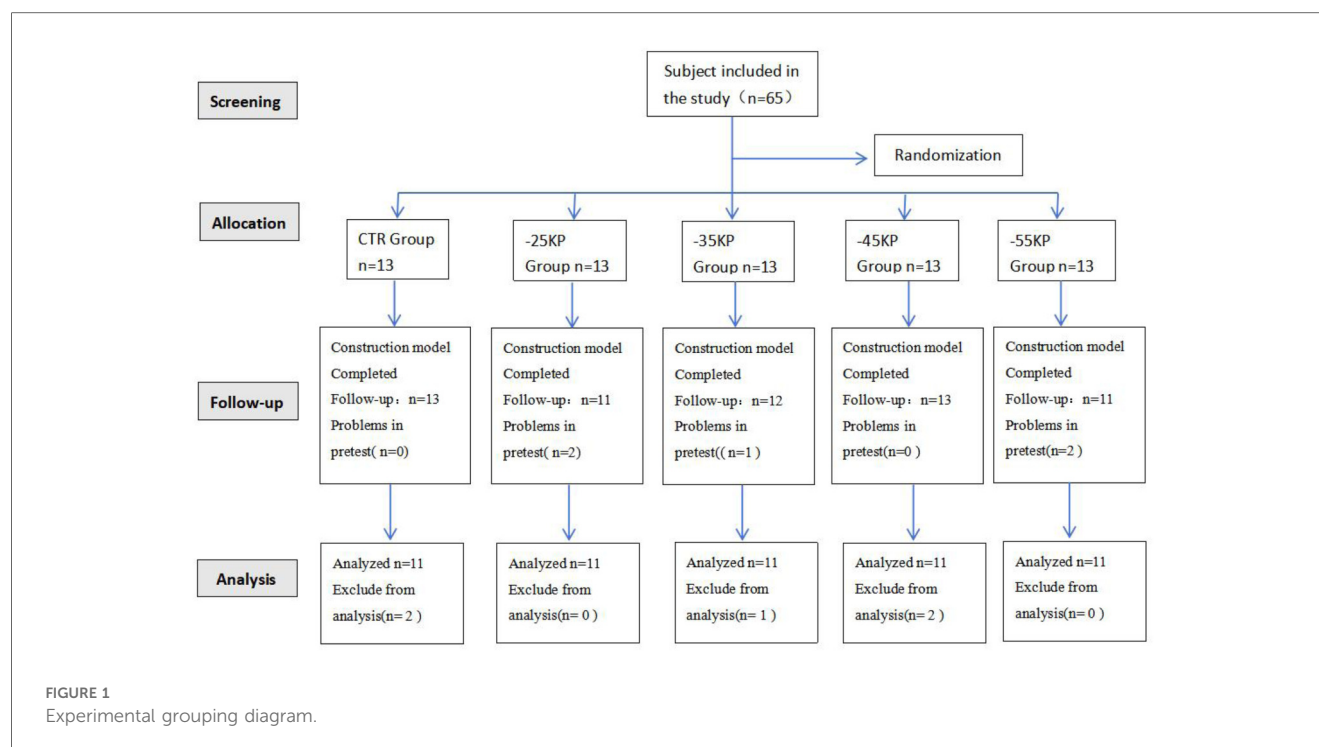 Screening
Subject included in
the study（n=65）
Randomization
Allocation
CTR Group
n=13
-25KP
Group n=13
-35KP
Group n=13
-45KP
Group n=13
-55KP
Group n=13
Follow-up
Construction model
Completed
Follow-up：n=13
Problems in
pretest( n=0)
Construction model
Completed
Follow-up：n=11
Problems in
pretest( n=2)
Construction model
Completed
Follow-up：n=12
Problems in
pretest(( n=1 )
Construction model
Completed
Follow-up：n=13
Problems in
pretest(n=0 )
Construction model
Completed
Follow-up：n=11
Problems in
pretest(n=2 )
Analysis
Analyzed n=11
Exclude from
analysis(n= 2 )
Analyzed n=11
Exclude from
analysis(n= 0 )
Analyzed n=11
Exclude from
analysis(n= 1 )
Analyzed n=11
Exclude from
analysis(n= 2 )
Analyzed n=11
Exclude from
analysis(n= 0 )
FIGURE 1
Experimental grouping diagram.